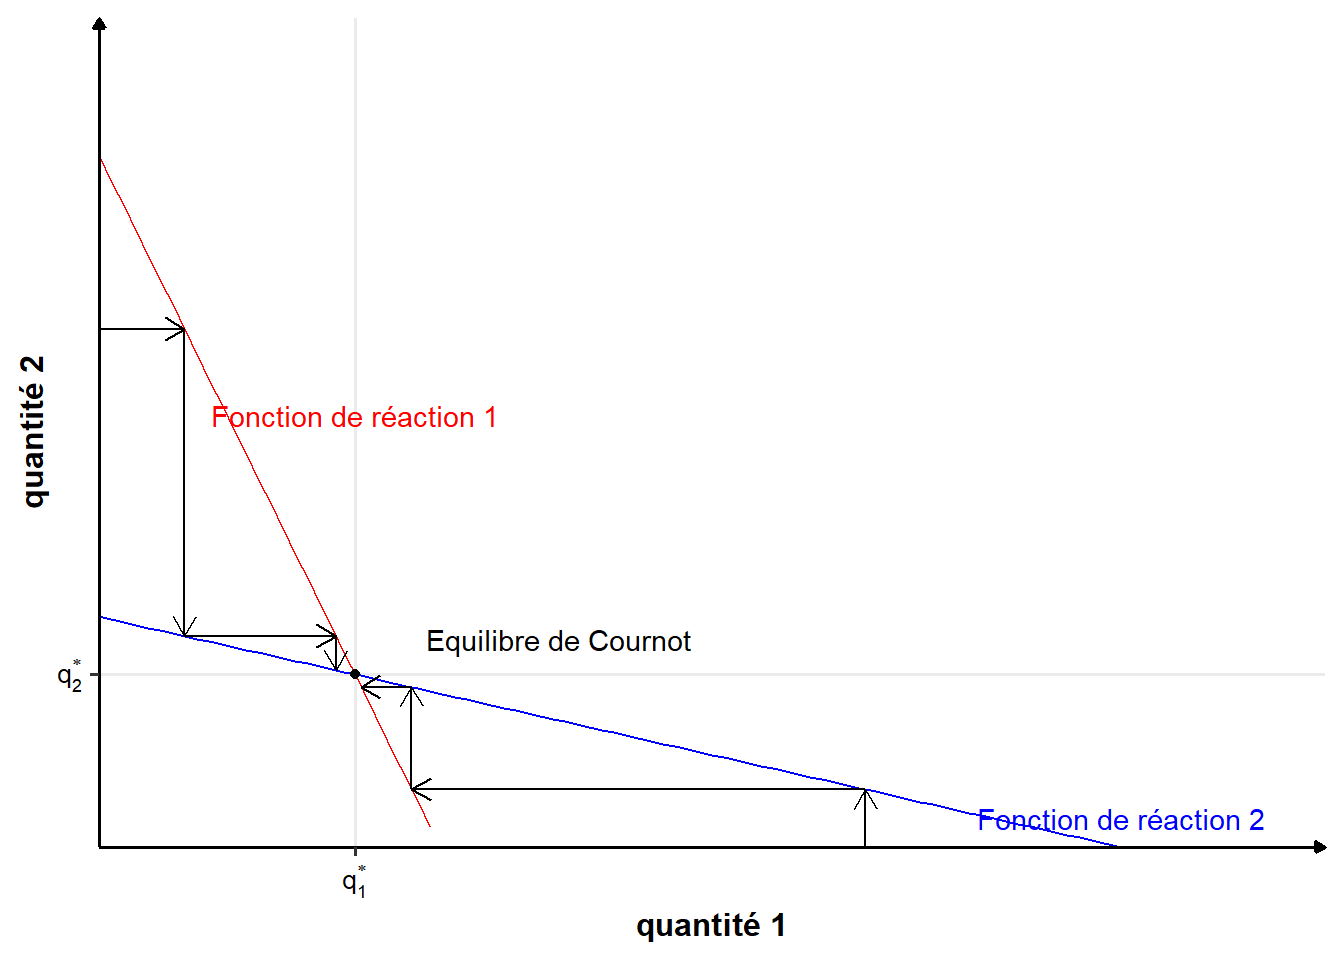 quantité 2
Fonction de réaction 1
Equilibre de Cournot
q*2
Fonction de réaction 2
q*1
quantité 1